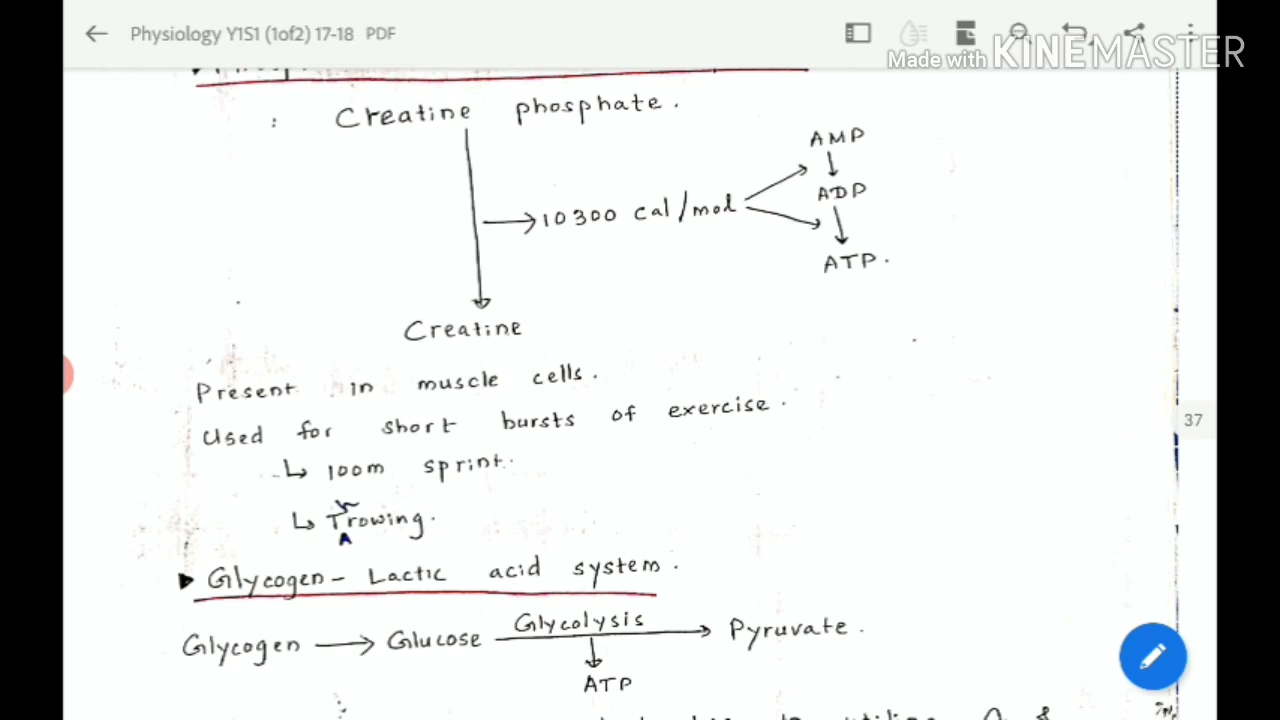 Physiology Y1S1 (1of2) 17-18 PDF
Made with KINEMASTER
: Creatine phosphate.
AMP
ADP
10300 cal/mol
ATP.
Creatine
Present in muscle cells.
Used for short bursts of exercise.
↳ 100m sprint.
37
↳ Trowing.
h
▶ Glycogen - Lactic acid system.
Glycogen → Glucose Glycolysis → Pyruvate.
ATP